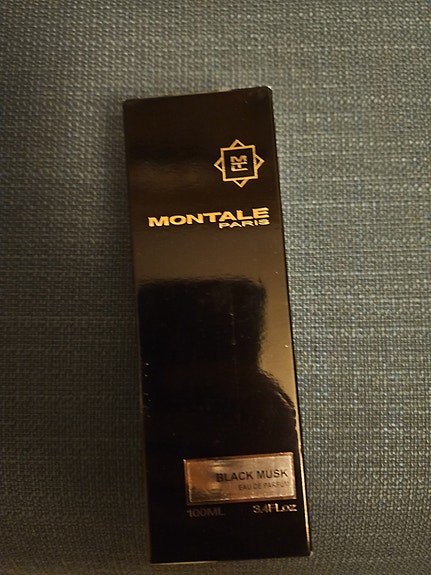 MONTALE
PARIS
BLACK MUSK
EAU DE PARFUM
100ML 3.4Fl.oz